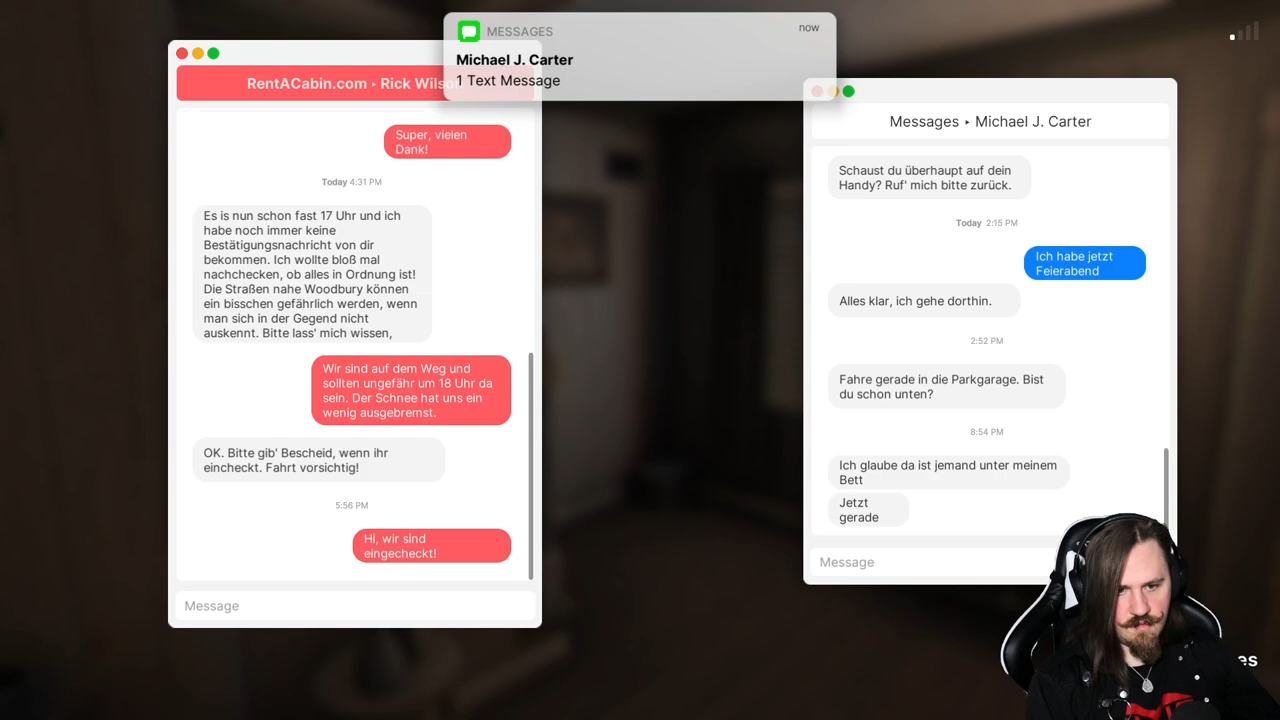 MESSAGES
now
Michael J. Carter
1 Text Message
RentACabin.com ‣ Rick Wilson
Super, vielen
Dank!
Today 4:31 PM
Es is nun schon fast 17 Uhr und ich
habe noch immer keine
Bestätigungsnachricht von dir
bekommen. Ich wollte bloß mal
nachchecken, ob alles in Ordnung ist!
Die Straßen nahe Woodbury können
ein bisschen gefährlich werden, wenn
man sich in der Gegend nicht
auskennt. Bitte lass' mich wissen,
Wir sind auf dem Weg und
sollten ungefähr um 18 Uhr da
sein. Der Schnee hat uns ein
wenig ausgebremst.
OK. Bitte gib' Bescheid, wenn ihr
eincheckt. Fahrt vorsichtig!
5:56 PM
Hi, wir sind
eingecheckt!
Message
Messages ‣ Michael J. Carter
Schaust du überhaupt auf dein
Handy? Ruf' mich bitte zurück.
Today 2:15 PM
Ich habe jetzt
Feierabend
Alles klar, ich gehe dorthin.
2:52 PM
Fahre gerade in die Parkgarage. Bist
du schon unten?
8:54 PM
Ich glaube da ist jemand unter meinem
Bett
Jetzt
gerade
Message
es